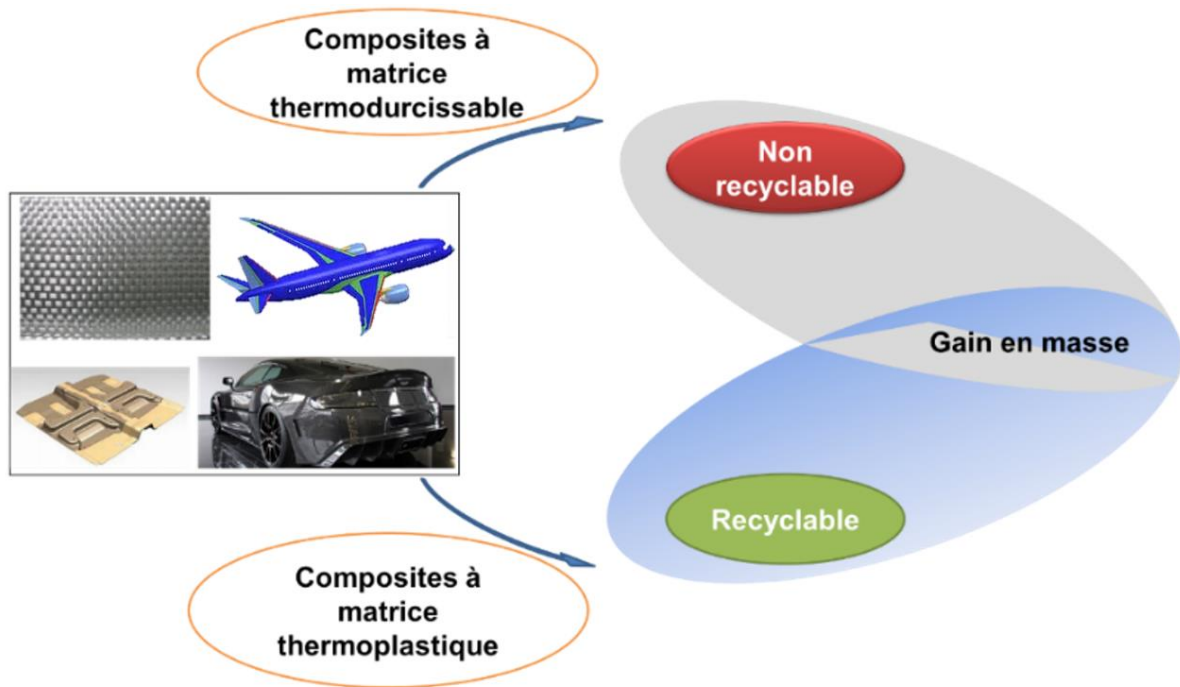 Composites à
matrice
thermodurcissable
Non
recyclable
Gain en masse
Recyclable
Composites à
matrice
thermoplastique